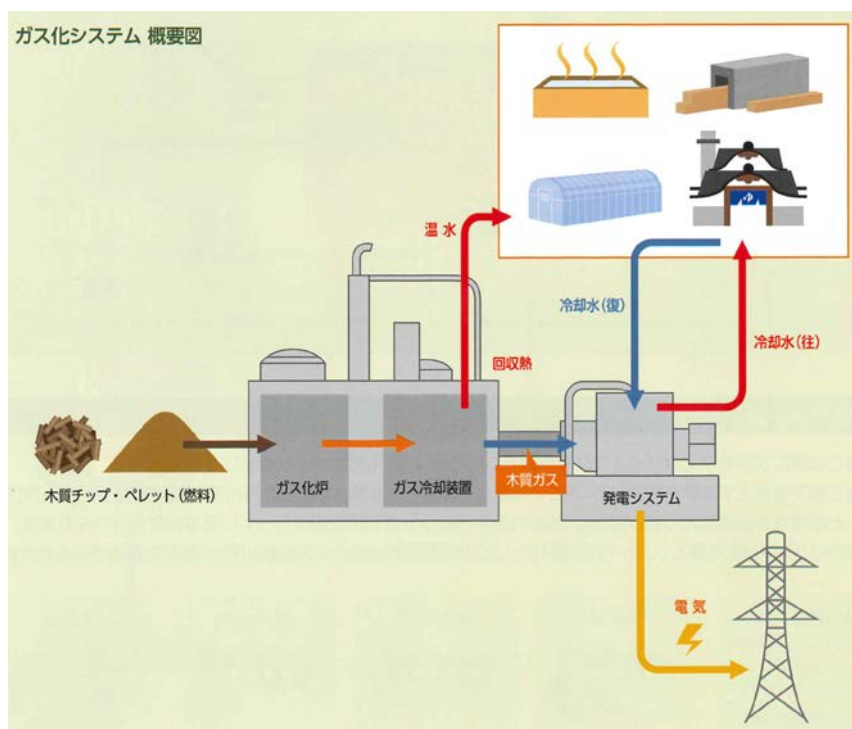 ガス化システム 概要図
ゆ
温水
冷却水(復)
冷却水(往)
回収熱
ガス化炉
ガス冷却装置
木質ガス
木質チップ・ペレット(燃料)
発電システム
電気